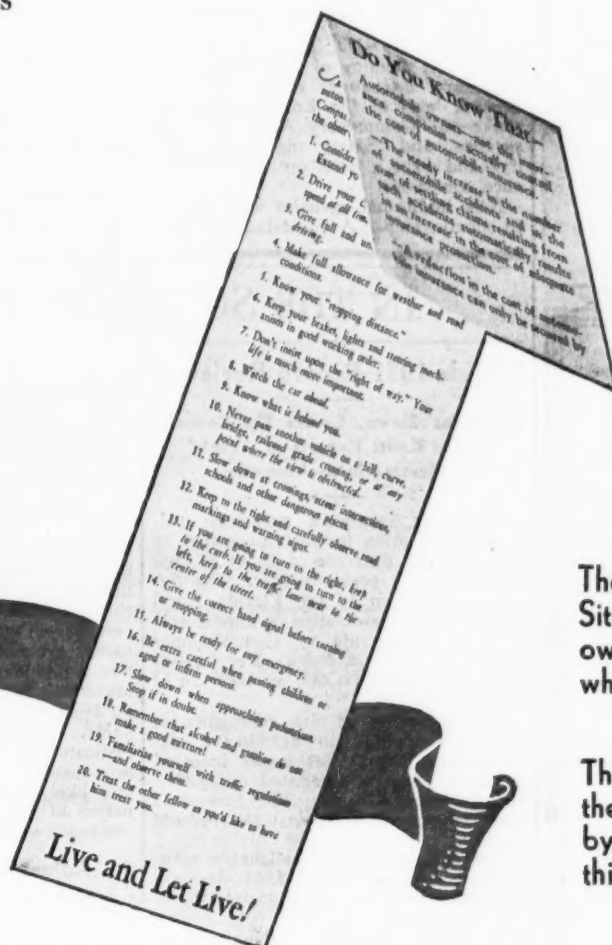 s
Do You Know That—
Automobile owners—not the insur-
ance companies—actually control
the cost of automobile insurance.
—The steady increase in the number
of automobile accidents and in the
cost of settling claims resulting from
such accidents automatically results
in an increase in the cost of adequate
insurance protection.
—A reduction in the cost of automo-
bile insurance can only be secured by
the obser
1. Consider
Extend yo
2. Drive your c
speed at all
3. Give full and un
driving.
4. Make full allowance for weather and road
conditions.
5. Know your "stopping distance."
6. Keep your brakes, lights and steering mech-
anism in good working order.
7. Don't insist upon the "right of way." Your
life is much more important.
8. Watch the car ahead.
9. Know what is behind you.
10. Never pass another vehicle on a hill, curve,
bridge, railroad grade crossing, or at any
point where the view is obstructed.
11. Slow down at crossings, street intersections,
schools and other dangerous places.
12. Keep to the right and carefully observe road
markings and warning signs.
13. If you are going to turn to the right, keep
to the curb. If you are going to turn to the
left, keep to the traffic lane next to the
center of the street.
14. Give the correct hand signal before turning
or stopping.
15. Always be ready for any emergency.
16. Be extra careful when passing children or
aged or infirm persons.
17. Slow down when approaching pedestrians.
Stop if in doubt.
18. Remember that alcohol and gasoline do not
make a good mixture!
19. Familiarize yourself with traffic regulations
—and observe them.
20. Treat the other fellow as you'd like to have
him treat you.
Live and Let Live!
The
Sit
ow
wh
Th
the
by
thi